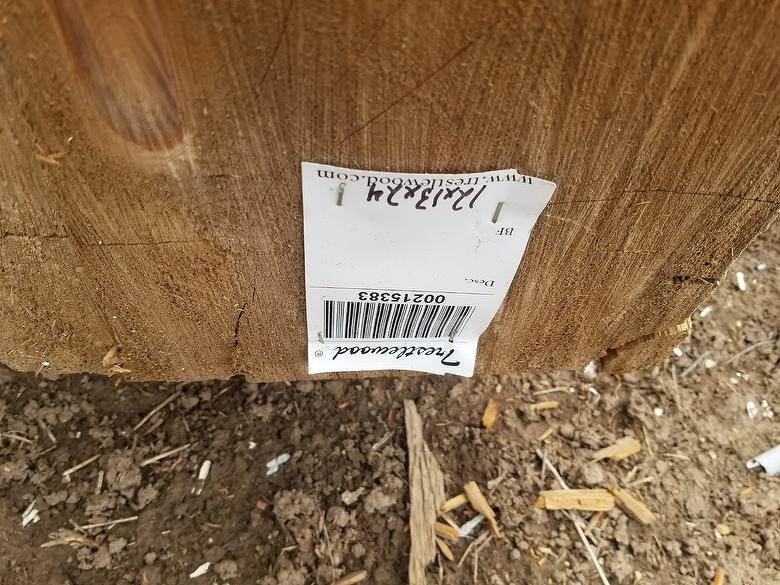 Trestlewood ®
00215383
Desc.
BF
12x13x24
www.trestlewood.com